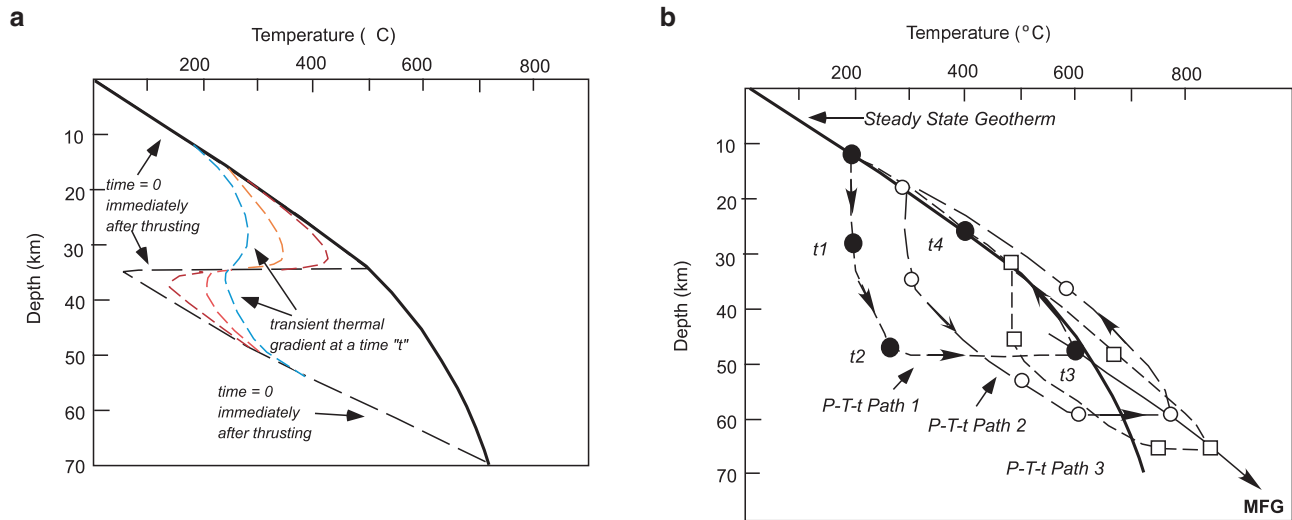 a
Temperature ( C)
200 400 600 800
Depth (km)
10
20
30
40
50
60
70
time = 0
immediately
after thrusting
transient thermal
gradient at a time "t"
time = 0
immediately
after thrusting
b
Temperature (°C)
200 400 600 800
Depth (km)
10
20
30
40
50
60
70
Steady State Geotherm
t1
t4
t2
t3
P-T-t Path 1
P-T-t Path 2
P-T-t Path 3
MFG